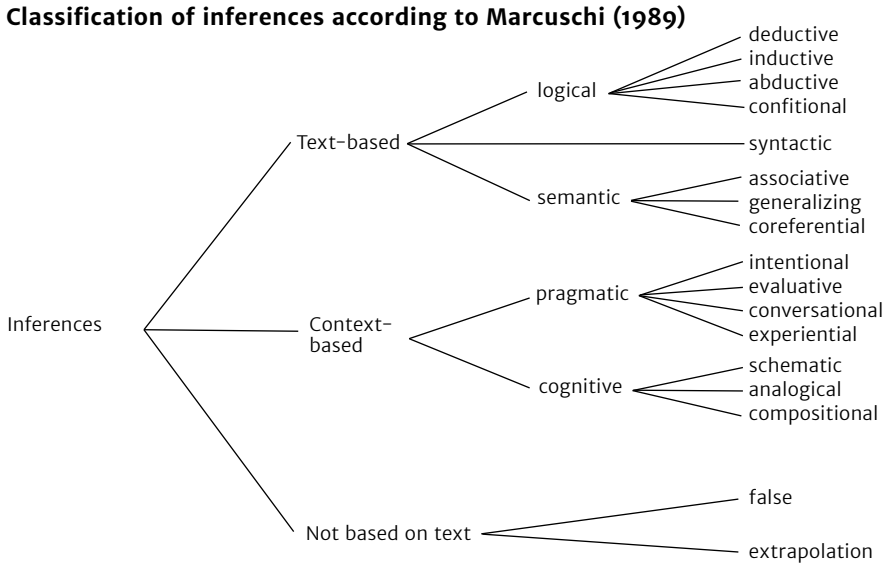 Classification of inferences according to Marcuschi (1989)
deductive
inductive
logical
abductive
confitional
Text-based
syntactic
semantic
associative
generalizing
coreferential
Inferences
Context-
based
pragmatic
intentional
evaluative
conversational
experiential
cognitive
schematic
analogical
compositional
Not based on text
false
extrapolation